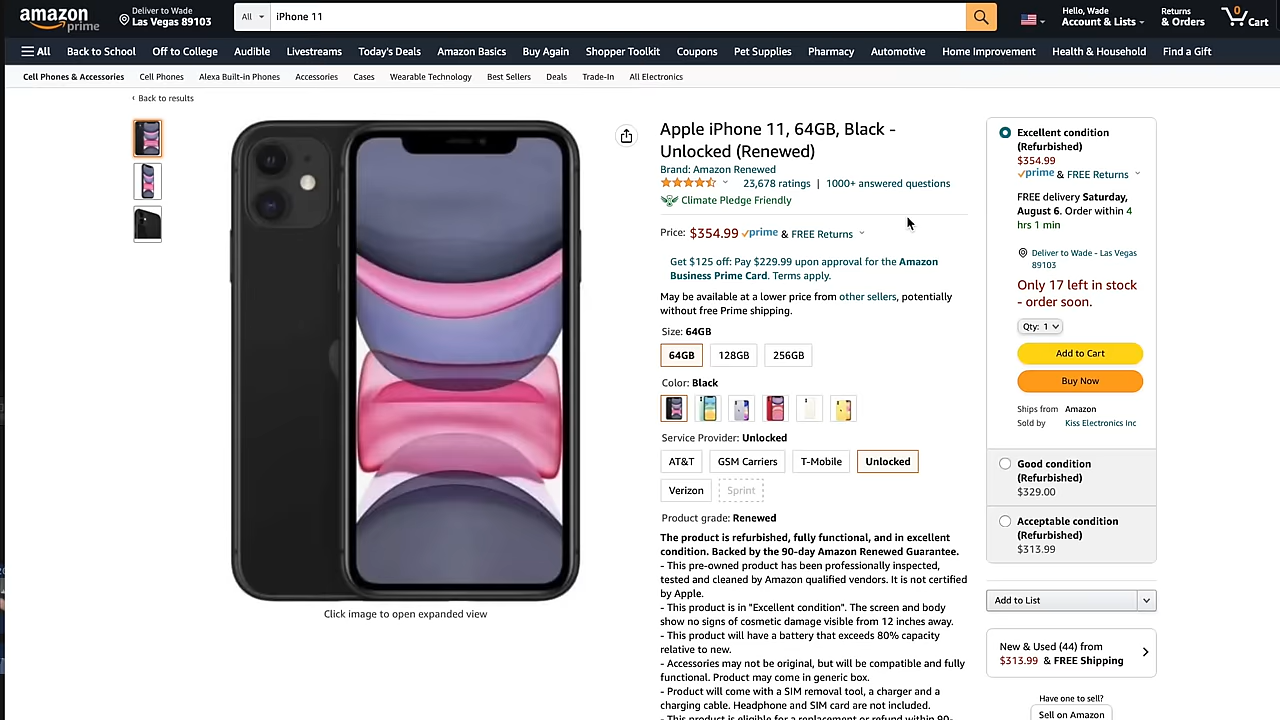 amazon
prime
Deliver to Wade
Las Vegas 89103
All
iPhone 11
Hello, Wade
Account & Lists
Returns
& Orders
0
Cart
All
Back to School
Off to College
Audible
Livestreams
Today's Deals
Amazon Basics
Buy Again
Shopper Toolkit
Coupons
Pet Supplies
Pharmacy
Automotive
Home Improvement
Health & Household
Find a Gift
Cell Phones & Accessories
Cell Phones
Alexa Built-in Phones
Accessories
Cases
Wearable Technology
Best Sellers
Deals
Trade-In
All Electronics
‹ Back to results
Click image to open expanded view
Apple iPhone 11, 64GB, Black -
Unlocked (Renewed)
Brand: Amazon Renewed
23,678 ratings | 1000+ answered questions
Climate Pledge Friendly
Price: $354.99 prime & FREE Returns
Get $125 off: Pay $229.99 upon approval for the Amazon
Business Prime Card. Terms apply.
May be available at a lower price from other sellers, potentially
without free Prime shipping.
Size: 64GB
64GB
128GB
256GB
Color: Black
Service Provider: Unlocked
AT&T
GSM Carriers
T-Mobile
Unlocked
Verizon
Sprint
Product grade: Renewed
The product is refurbished, fully functional, and in excellent
condition. Backed by the 90-day Amazon Renewed Guarantee.
- This pre-owned product has been professionally inspected,
tested and cleaned by Amazon qualified vendors. It is not certified
by Apple.
- This product is in "Excellent condition". The screen and body
show no signs of cosmetic damage visible from 12 inches away.
- This product will have a battery that exceeds 80% capacity
relative to new.
- Accessories may not be original, but will be compatible and fully
functional. Product may come in generic box.
- Product will come with a SIM removal tool, a charger and a
charging cable. Headphone and SIM card are not included.
- This product is eligible for a replacement or refund within 90-
Excellent condition
(Refurbished)
$354.99
prime & FREE Returns
FREE delivery Saturday,
August 6. Order within 4
hrs 1 min
Deliver to Wade - Las Vegas
89103
Only 17 left in stock
- order soon.
Qty: 1
Add to Cart
Buy Now
Ships from Amazon
Sold by Kiss Electronics Inc
Good condition
(Refurbished)
$329.00
Acceptable condition
(Refurbished)
$313.99
Add to List
New & Used (44) from
$313.99 & FREE Shipping
Have one to sell?
Sell on Amazon